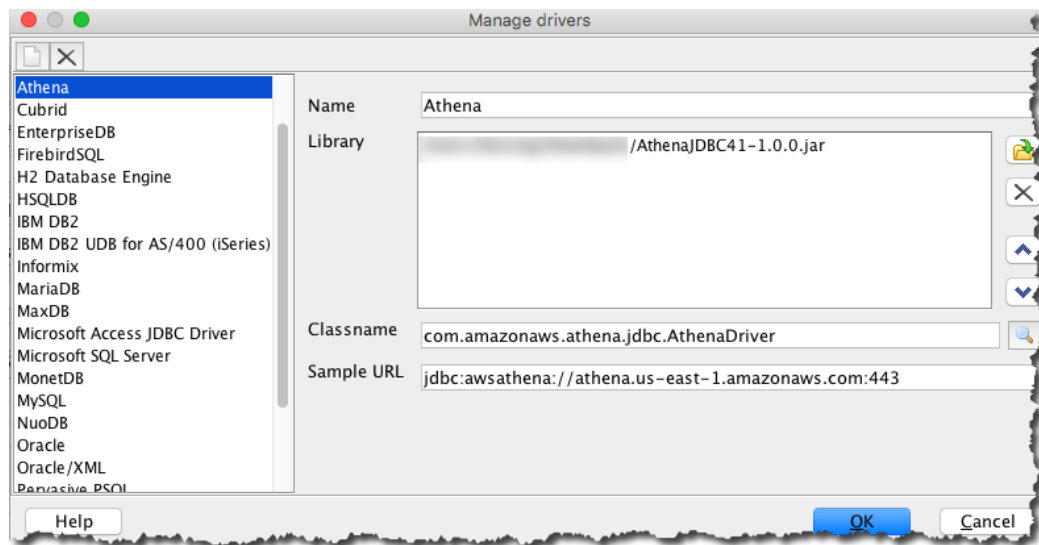 Manage drivers
Athena
Cubrid
EnterpriseDB
FirebirdSQL
H2 Database Engine
HSQLDB
IBM DB2
IBM DB2 UDB for AS/400 (iSeries)
Informix
MariaDB
MaxDB
Microsoft Access JDBC Driver
Microsoft SQL Server
MonetDB
MySQL
NuoDB
Oracle
Oracle/XML
Pervasive PSQL
Name
Athena
Library
/AthenaJDBC41-1.0.0.jar
Classname
com.amazonaws.athena.jdbc.AthenaDriver
Sample URL
jdbc:awsathena://athena.us-east-1.amazonaws.com:443
Help
OK
Cancel